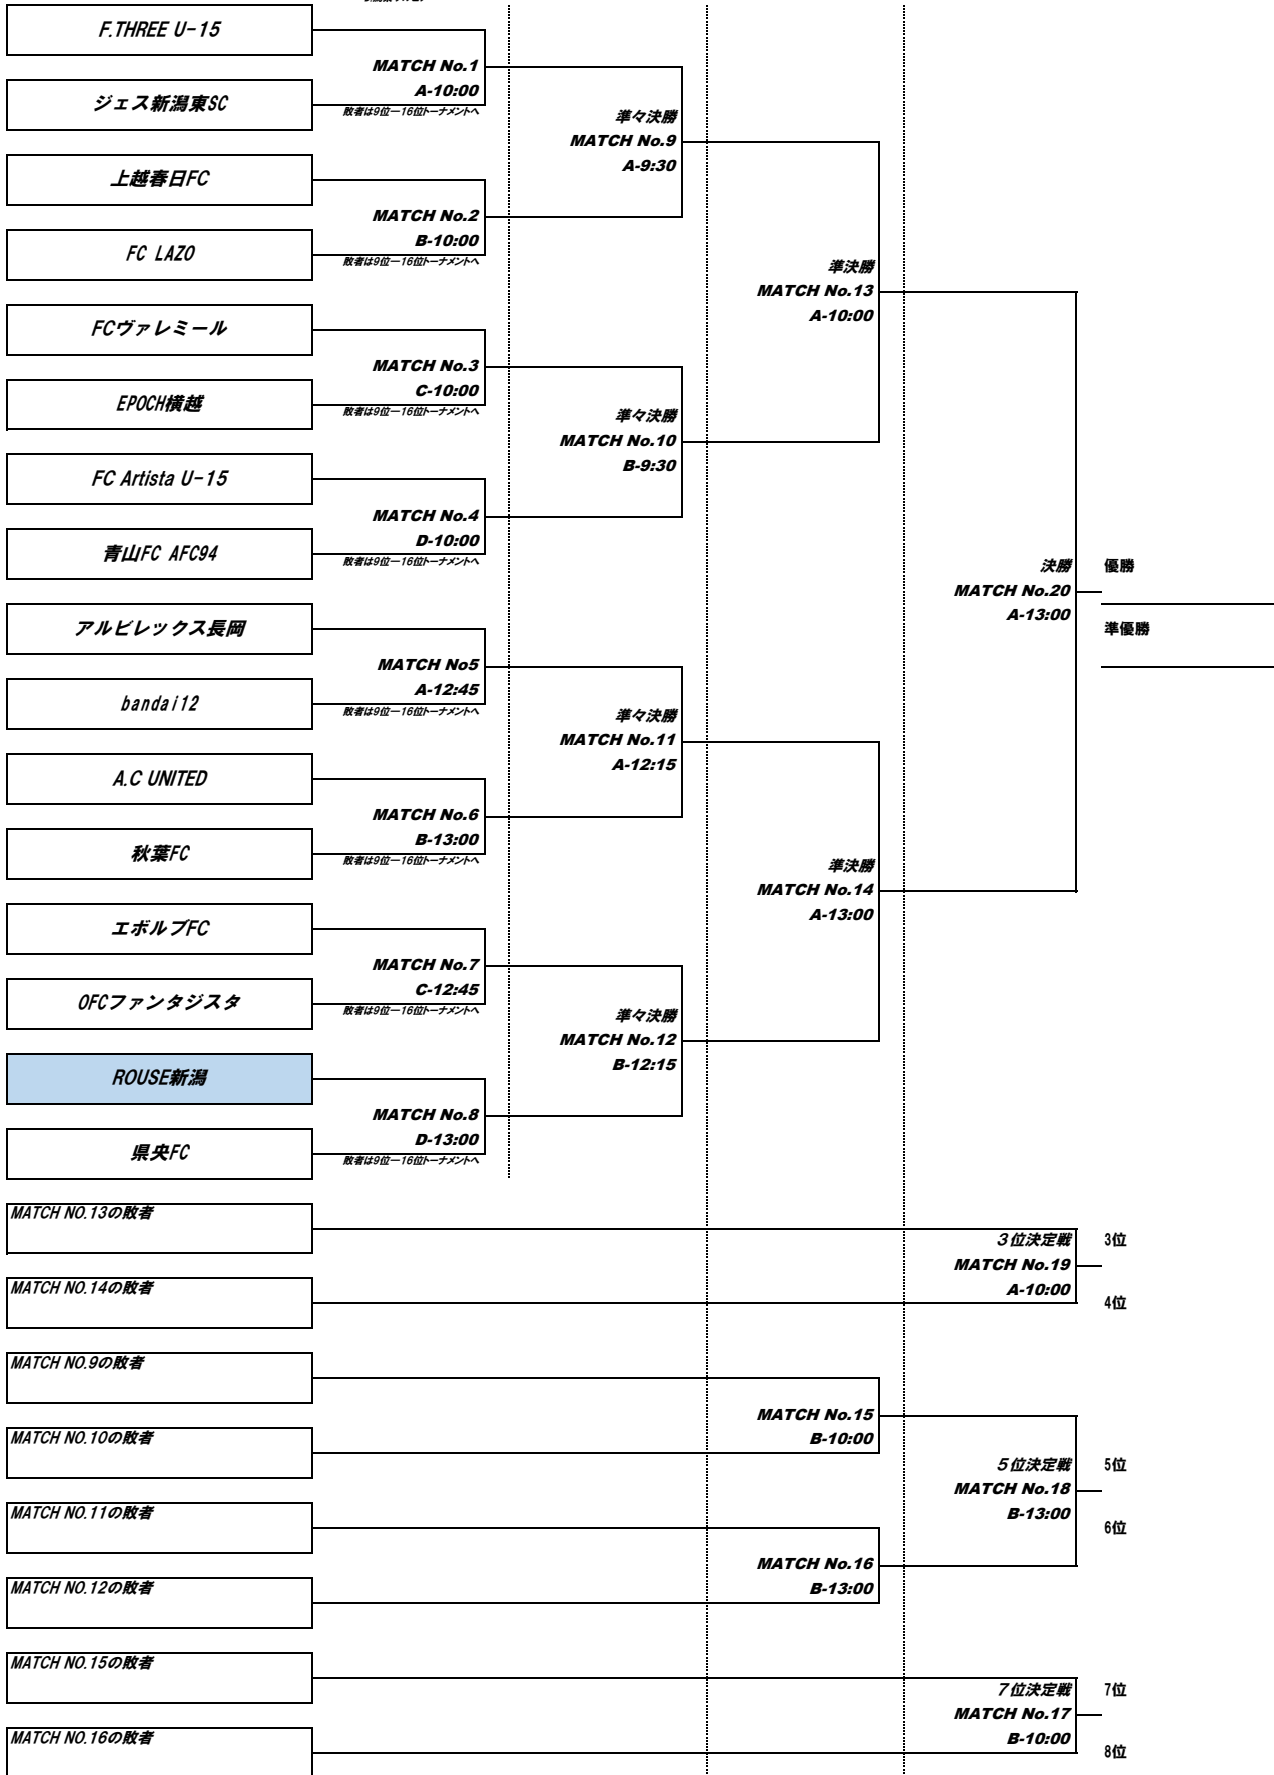 F.THREE U-15
MATCH No.1
A-10:00
ジェス新潟東SC
敗者は9位ー16位トーナメントへ
準々決勝
MATCH No.9
A-9:30
上越春日FC
MATCH No.2
B-10:00
FC LAZO
敗者は9位ー16位トーナメントへ
準決勝
MATCH No.13
A-10:00
FCヴァレミール
MATCH No.3
C-10:00
EPOCH横越
敗者は9位ー16位トーナメントへ
準々決勝
MATCH No.10
B-9:30
FC Artista U-15
MATCH No.4
D-10:00
青山FC AFC94
敗者は9位ー16位トーナメントへ
決勝
優勝
MATCH No.20
A-13:00
準優勝
アルビレックス長岡
MATCH No5
A-12:45
bandai12
敗者は9位ー16位トーナメントへ
準々決勝
MATCH No.11
A-12:15
A.C UNITED
MATCH No.6
B-13:00
秋葉FC
敗者は9位ー16位トーナメントへ
準決勝
MATCH No.14
A-13:00
エボルブFC
MATCH No.7
C-12:45
OFCファンタジスタ
敗者は9位ー16位トーナメントへ
準々決勝
MATCH No.12
B-12:15
ROUSE新潟
MATCH No.8
D-13:00
県央FC
敗者は9位ー16位トーナメントへ
MATCH NO.13の敗者
３位決定戦
3位
MATCH No.19
A-10:00
MATCH NO.14の敗者
4位
MATCH NO.9の敗者
MATCH No.15
B-10:00
MATCH NO.10の敗者
５位決定戦
5位
MATCH No.18
B-13:00
MATCH NO.11の敗者
6位
MATCH No.16
B-13:00
MATCH NO.12の敗者
MATCH NO.15の敗者
７位決定戦
7位
MATCH No.17
B-10:00
MATCH NO.16の敗者
8位